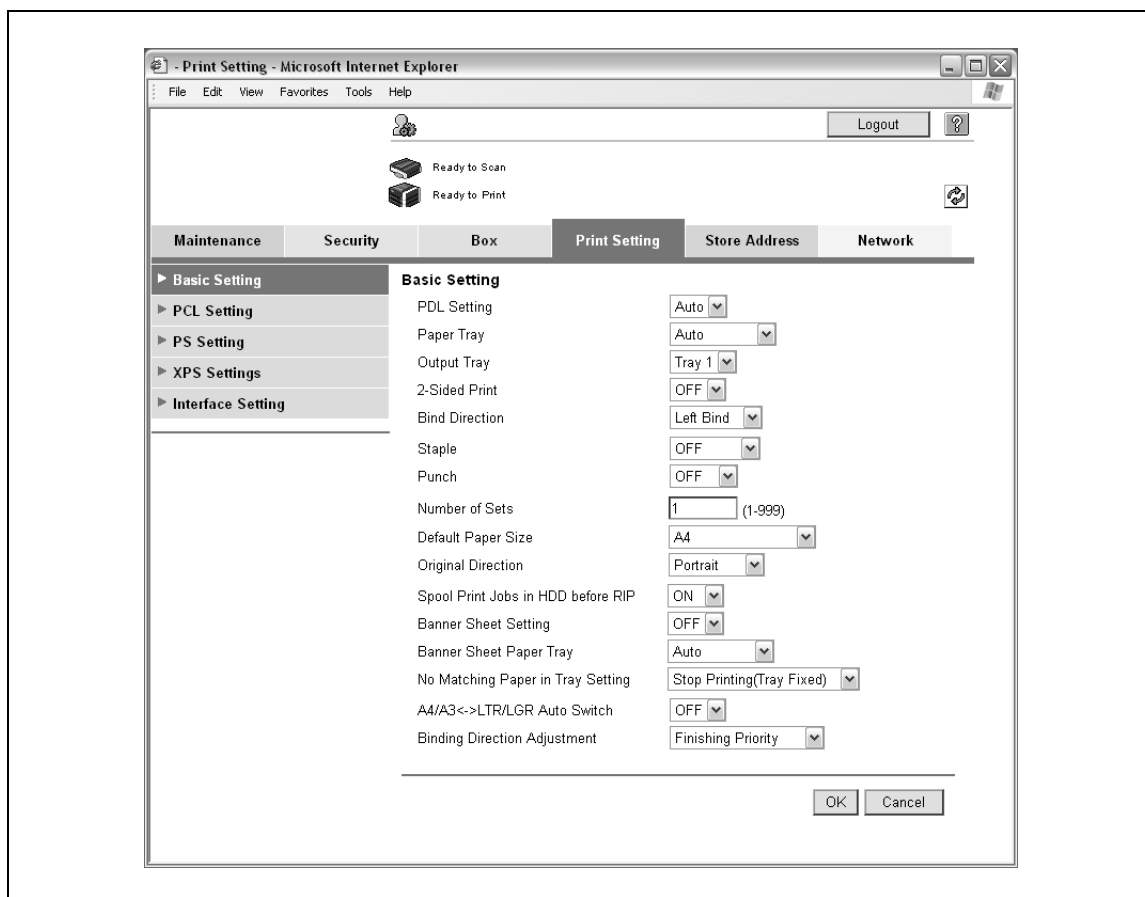 - Print Setting - Microsoft Internet Explorer
File Edit View Favorites Tools Help
Logout ?
Ready to Scan
Ready to Print
Maintenance Security Box Print Setting Store Address Network
Basic Setting
PCL Setting
PS Setting
XPS Settings
Interface Setting
Basic Setting
PDL Setting Auto
Paper Tray Auto
Output Tray Tray 1
2-Sided Print OFF
Bind Direction Left Bind
Staple OFF
Punch OFF
Number of Sets 1 (1-999)
Default Paper Size A4
Original Direction Portrait
Spool Print Jobs in HDD before RIP ON
Banner Sheet Setting OFF
Banner Sheet Paper Tray Auto
No Matching Paper in Tray Setting Stop Printing(Tray Fixed)
A4/A3<->LTR/LGR Auto Switch OFF
Binding Direction Adjustment Finishing Priority
OK Cancel